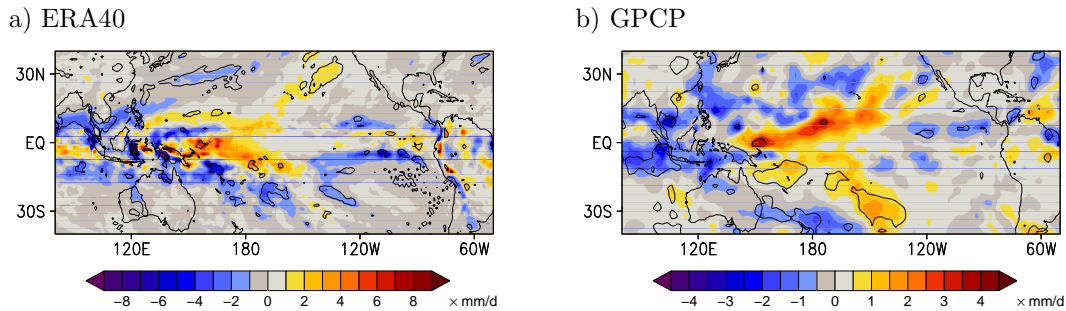 a) ERA40
b) GPCP
30N
EQ
30S
120E 180 120W 60W
−8 −6 −4 −2 0 2 4 6 8 × mm/d
30N
EQ
30S
120E 180 120W 60W
−4 −3 −2 −1 0 1 2 3 4 × mm/d